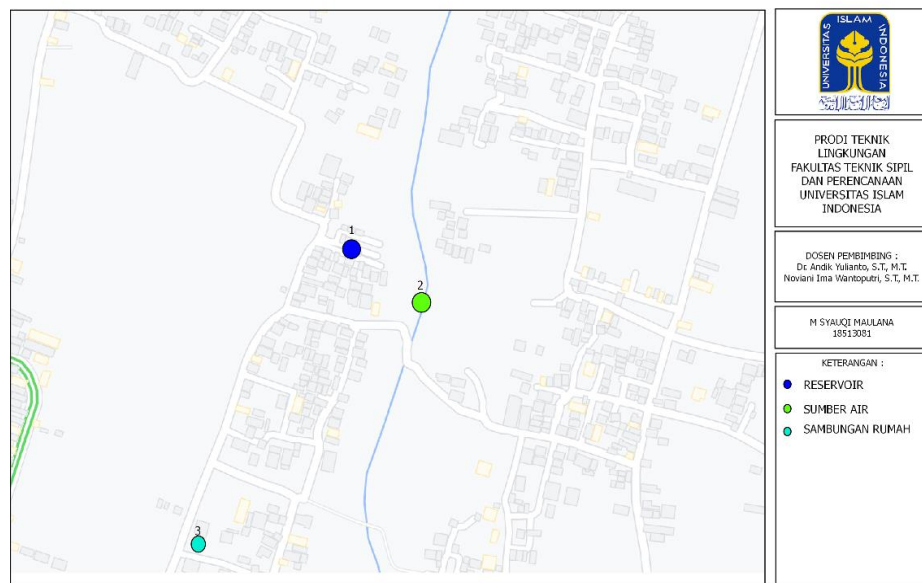 1
2
3
UNIVERSITAS
ISLAM
INDONESIA
PRODI TEKNIK
LINGKUNGAN
FAKULTAS TEKNIK SIPIL
DAN PERENCANAAN
UNIVERSITAS ISLAM
INDONESIA
DOSEN PEMBIMBING :
Dr. Andik Yulianto, S.T., M.T.
Noviani Ima Wantoputri, S.T., M.T.
M SYAUQI MAULANA
18513081
KETERANGAN :
RESERVOIR
SUMBER AIR
SAMBUNGAN RUMAH